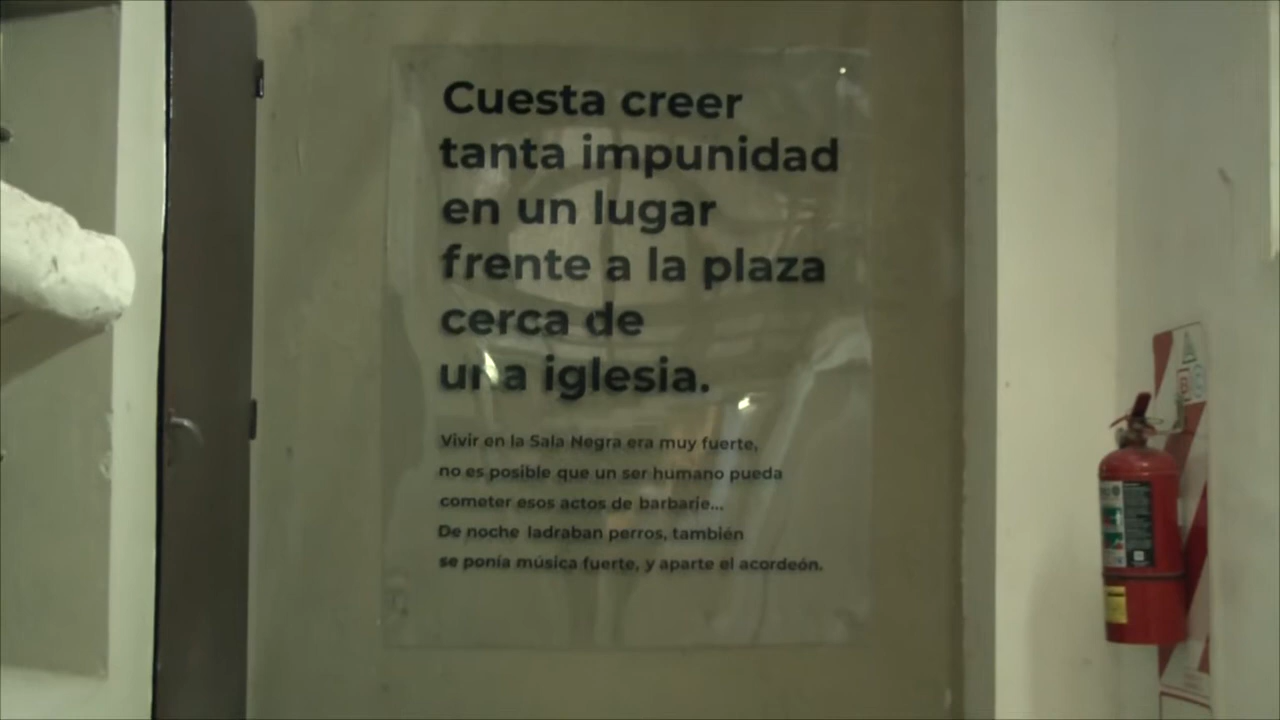 Cuesta creer
tanta impunidad
en un lugar
frente a la plaza
cerca de
una iglesia.
Vivir en la Sala Negra era muy fuerte,
no es posible que un ser humano pueda
cometer esos actos de barbarie...
De noche ladraban perros, también
se ponía música fuerte, y aparte el acordeón.